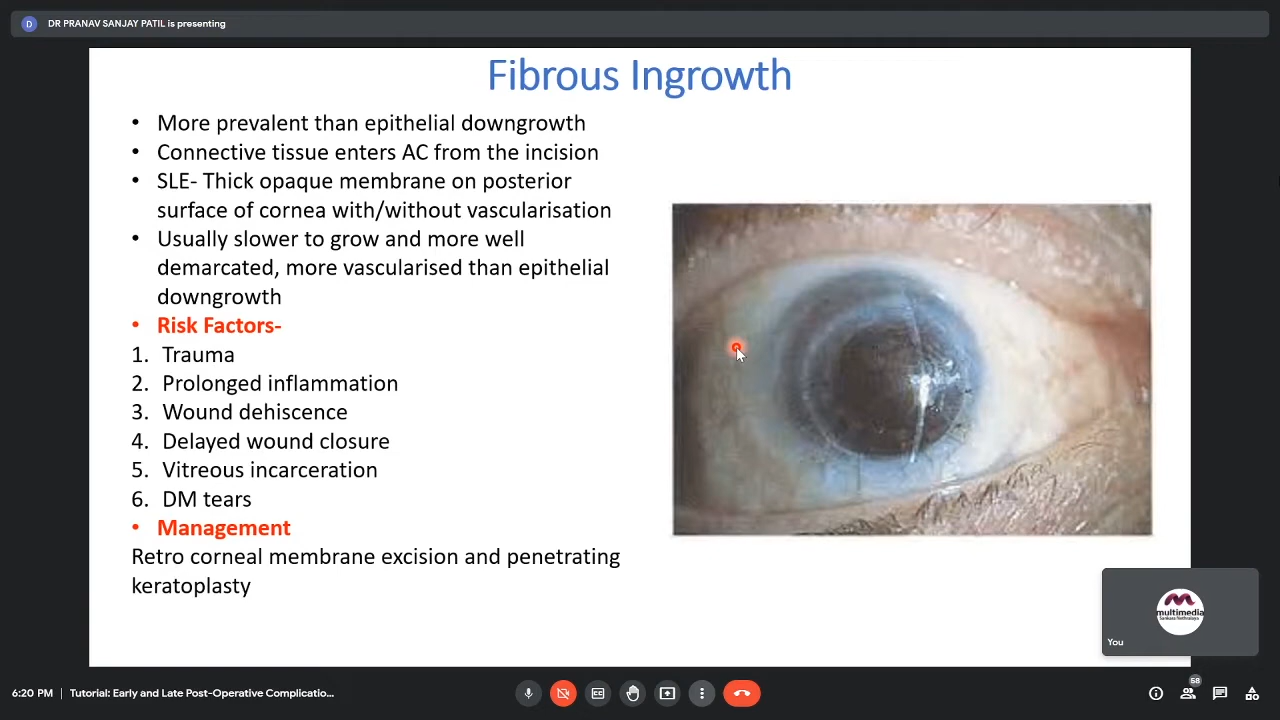 D DR PRANAV SANJAY PATIL is presenting
Fibrous Ingrowth
• More prevalent than epithelial downgrowth
• Connective tissue enters AC from the incision
• SLE- Thick opaque membrane on posterior
surface of cornea with/without vascularisation
• Usually slower to grow and more well
demarcated, more vascularised than epithelial
downgrowth
• Risk Factors-
1. Trauma
2. Prolonged inflammation
3. Wound dehiscence
4. Delayed wound closure
5. Vitreous incarceration
6. DM tears
• Management
Retro corneal membrane excision and penetrating
keratoplasty
multimedia
Sankara Nethralaya
You
6:20 PM | Tutorial: Early and Late Post-Operative Complicatio...
58